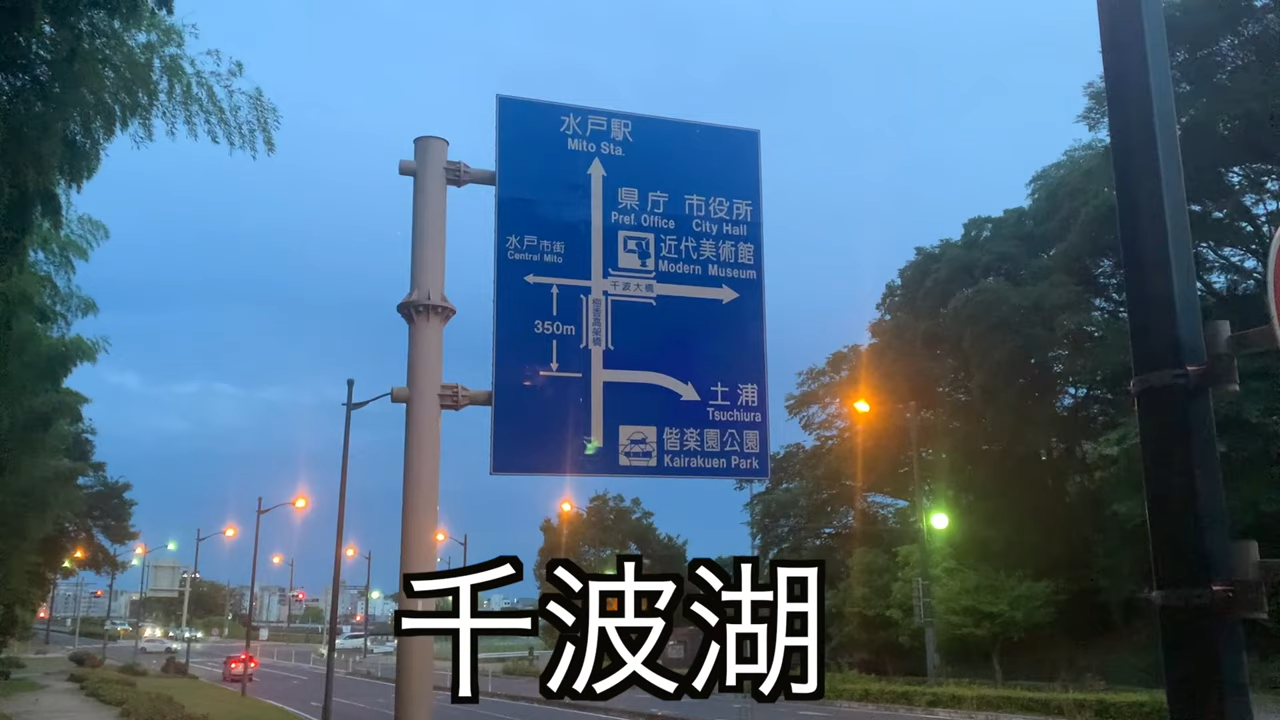 水戸駅
Mito Sta.
県庁 市役所
Pref. Office City Hall
水戸市街
Central Mito
近代美術館
Modern Museum
千波大橋
350m
土浦
Tsuchiura
偕楽園公園
Kairakuen Park
千波湖